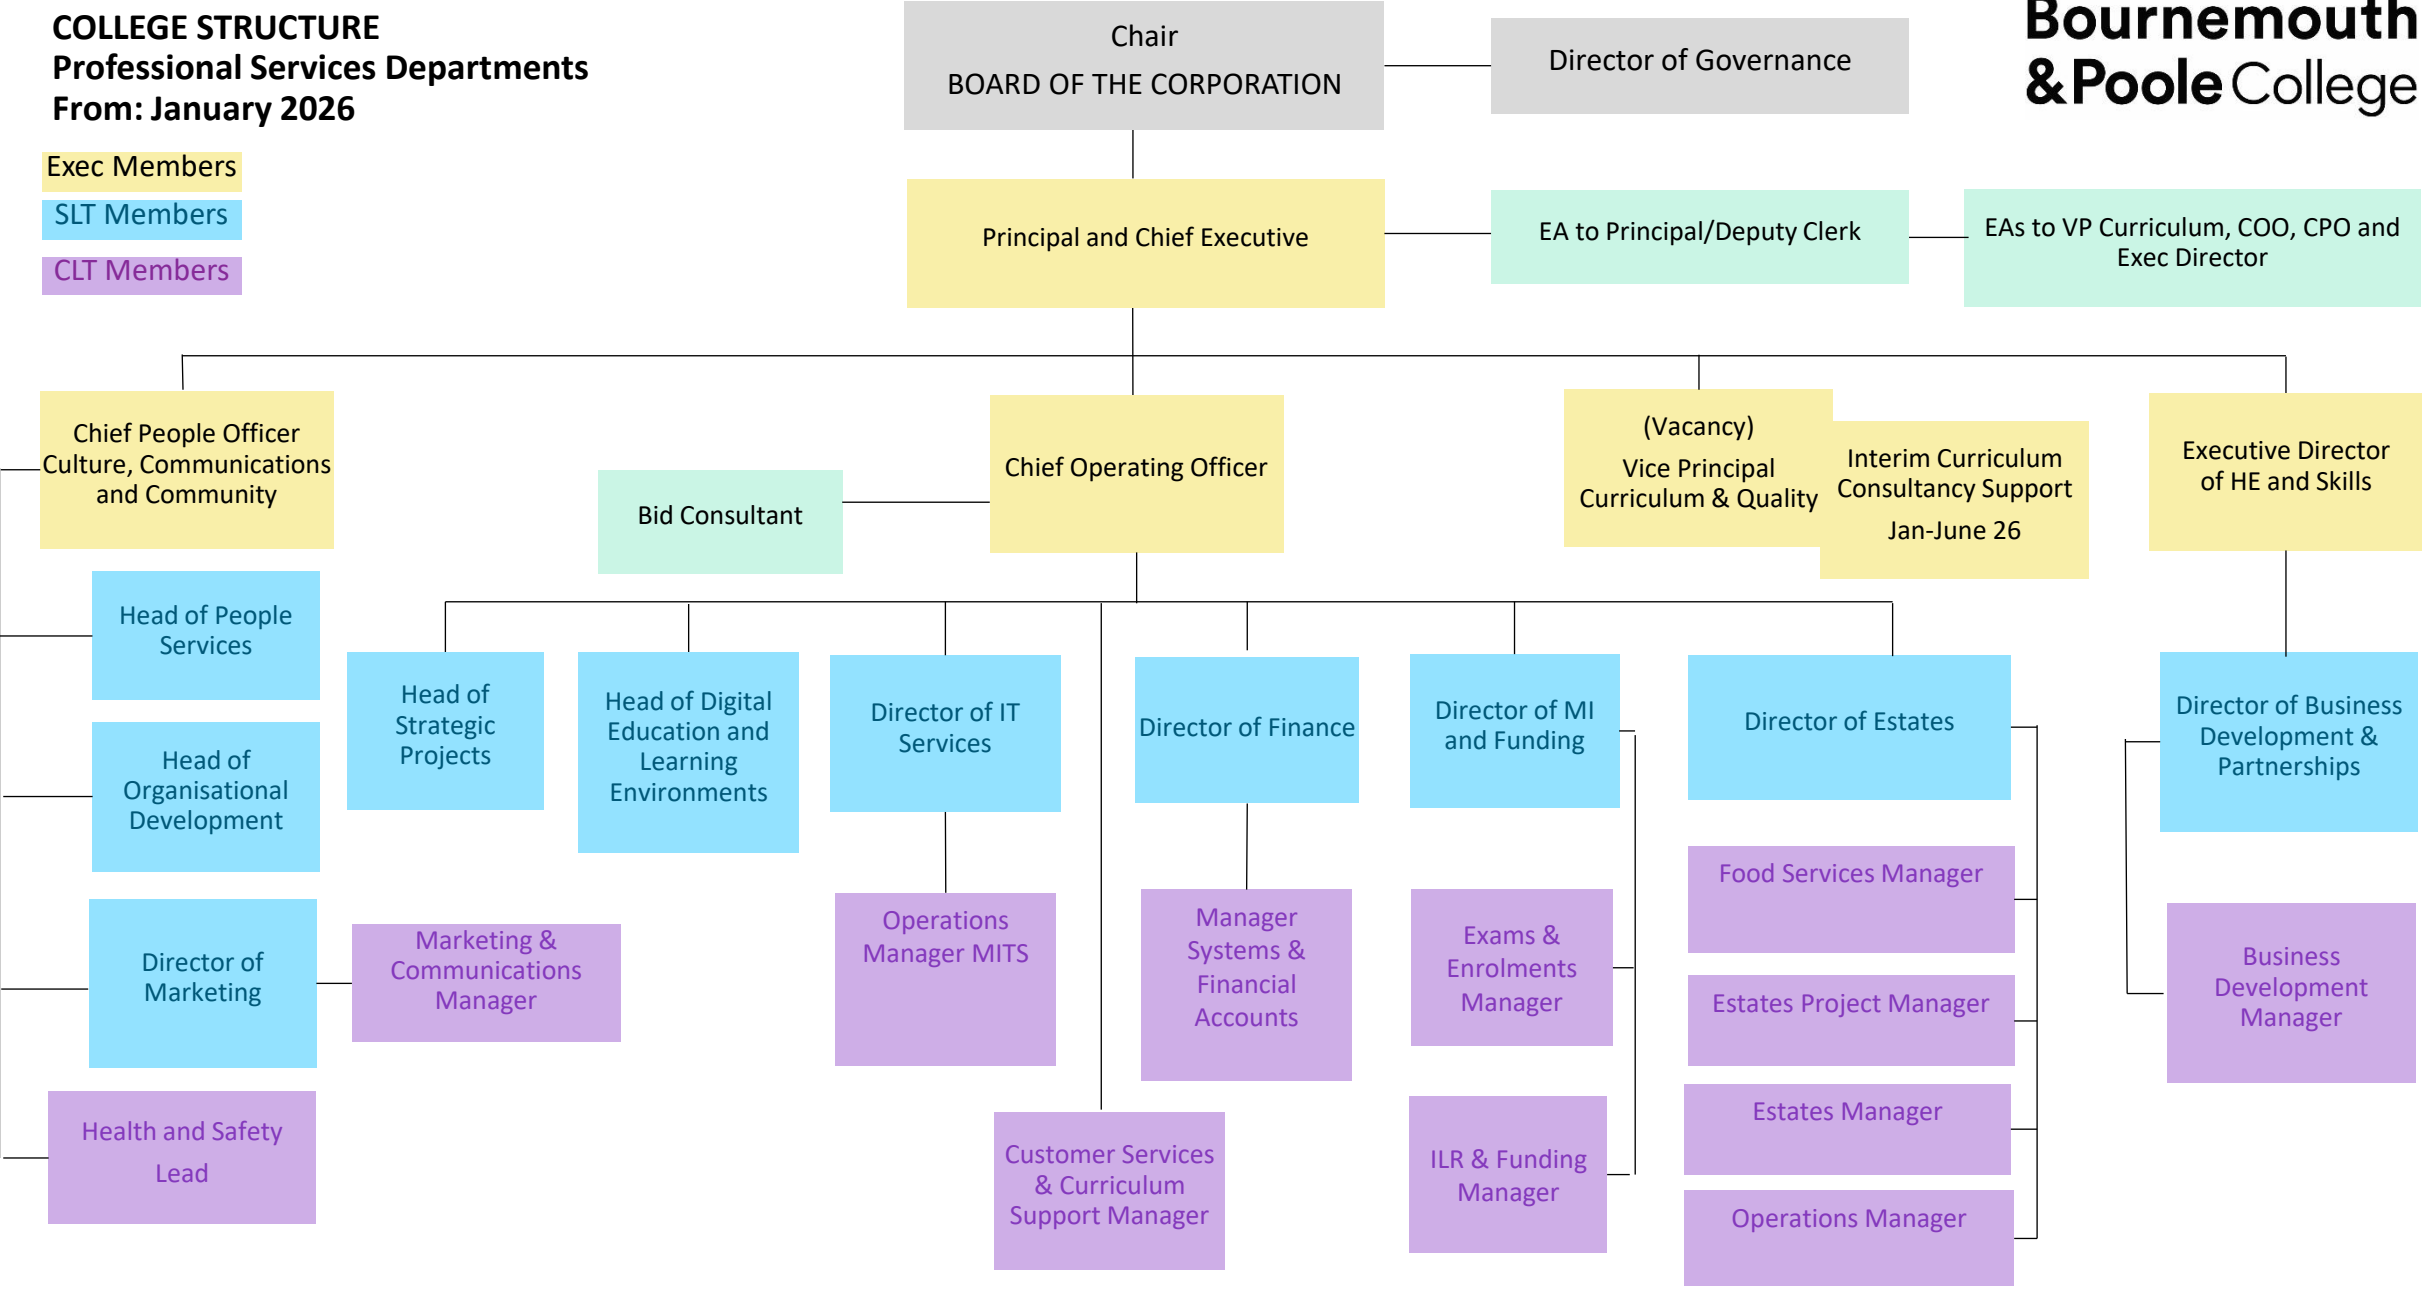 COLLEGE STRUCTURE
Professional Services Departments
From: January 2026
Exec Members
SLT Members
CLT Members
Chair
BOARD OF THE CORPORATION
Director of Governance
Bournemouth
&Poole College
Principal and Chief Executive
EA to Principal/Deputy Clerk
EAs to VP Curriculum, COO, CPO and
Exec Director
Chief People Officer
Culture, Communications
and Community
Bid Consultant
Chief Operating Officer
(Vacancy)
Vice Principal
Curriculum & Quality
Interim Curriculum
Consultancy Support
Jan-June 26
Executive Director
of HE and Skills
Head of People
Services
Head of
Organisational
Development
Director of
Marketing
Marketing &
Communications
Manager
Health and Safety
Lead
Head of
Strategic
Projects
Head of Digital
Education and
Learning
Environments
Director of IT
Services
Operations
Manager MITS
Customer Services
& Curriculum
Support Manager
Director of Finance
Manager
Systems &
Financial
Accounts
Director of MI
and Funding
Exams &
Enrolments
Manager
ILR & Funding
Manager
Director of Estates
Food Services Manager
Estates Project Manager
Estates Manager
Operations Manager
Director of Business
Development &
Partnerships
Business
Development
Manager